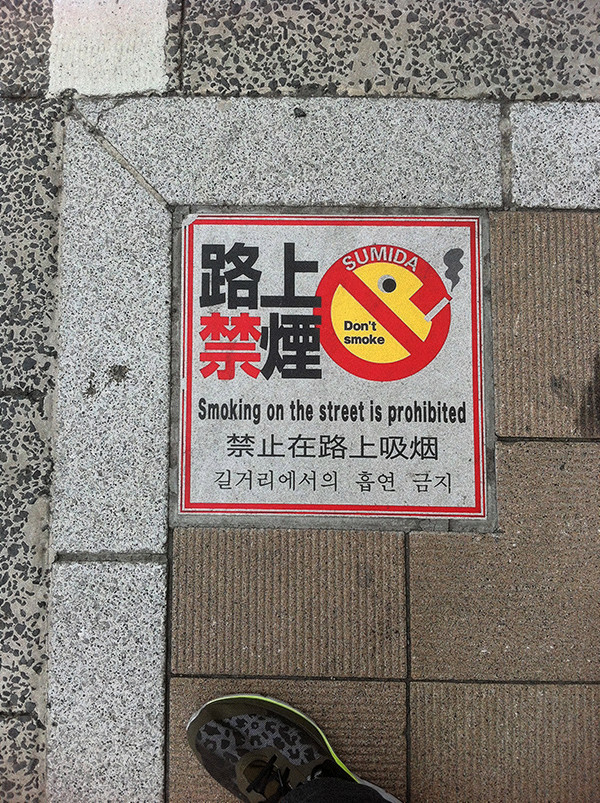 路上
禁煙
SUMIDA
Don't
smoke
Smoking on the street is prohibited
禁止在路上吸烟
길거리에서의 흡연 금지